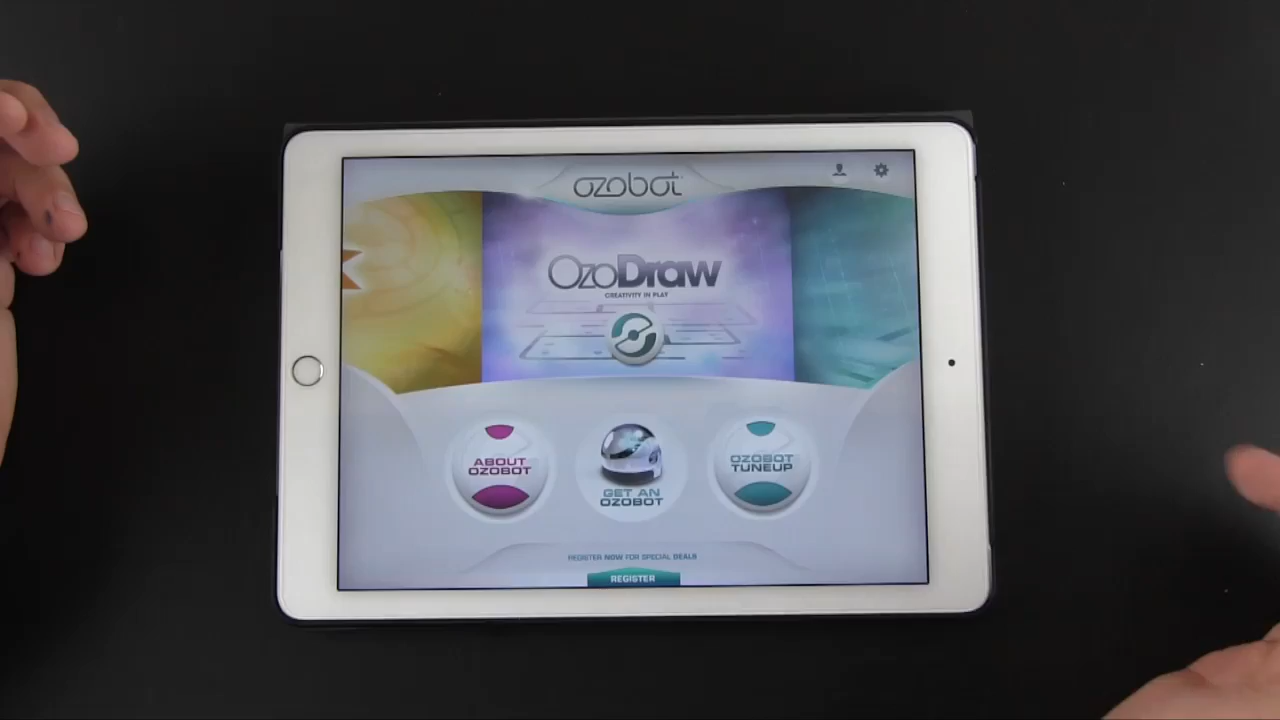 ozobot
OzoDraw
CREATIVITY IN PLAY
ABOUT
OZOBOT
GET AN
OZOBOT
OZOBOT
TUNEUP
REGISTER NOW FOR SPECIAL DEALS
REGISTER